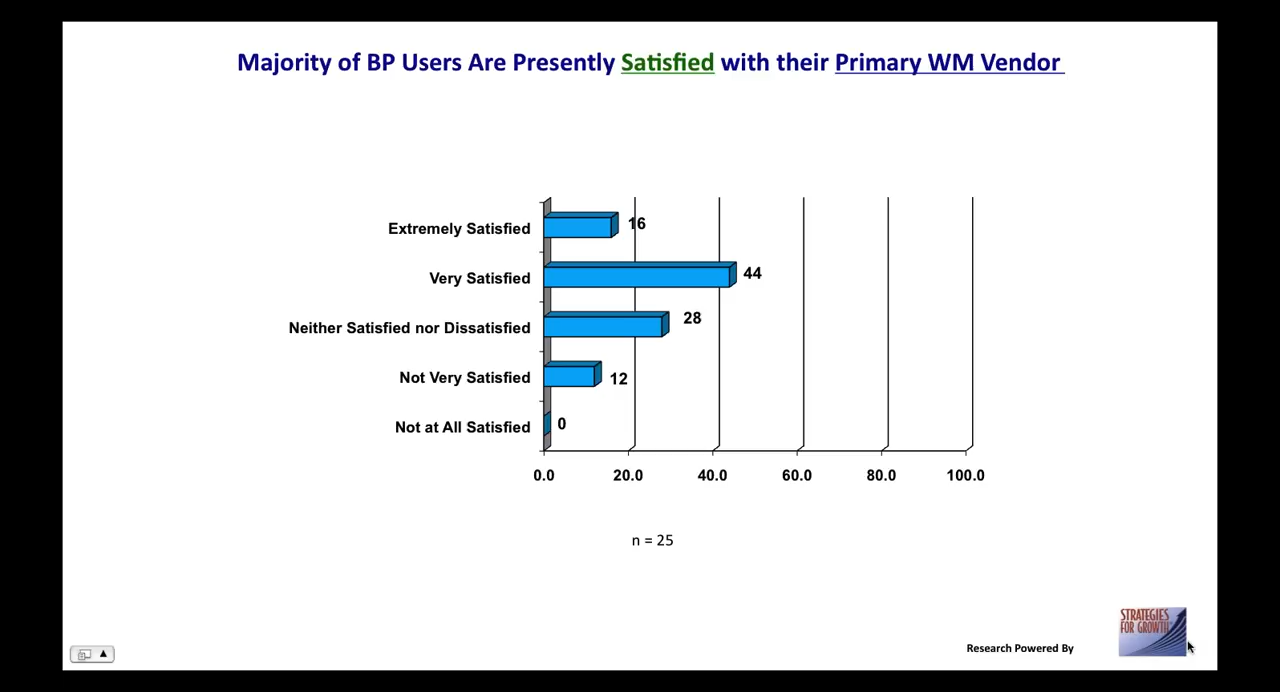 Majority of BP Users Are Presently Satisfied with their Primary WM Vendor
Extremely Satisfied 16
Very Satisfied 44
Neither Satisfied nor Dissatisfied 28
Not Very Satisfied 12
Not at All Satisfied 0
0.0 20.0 40.0 60.0 80.0 100.0
n = 25
Research Powered By
STRATEGIES
FOR GROWTH